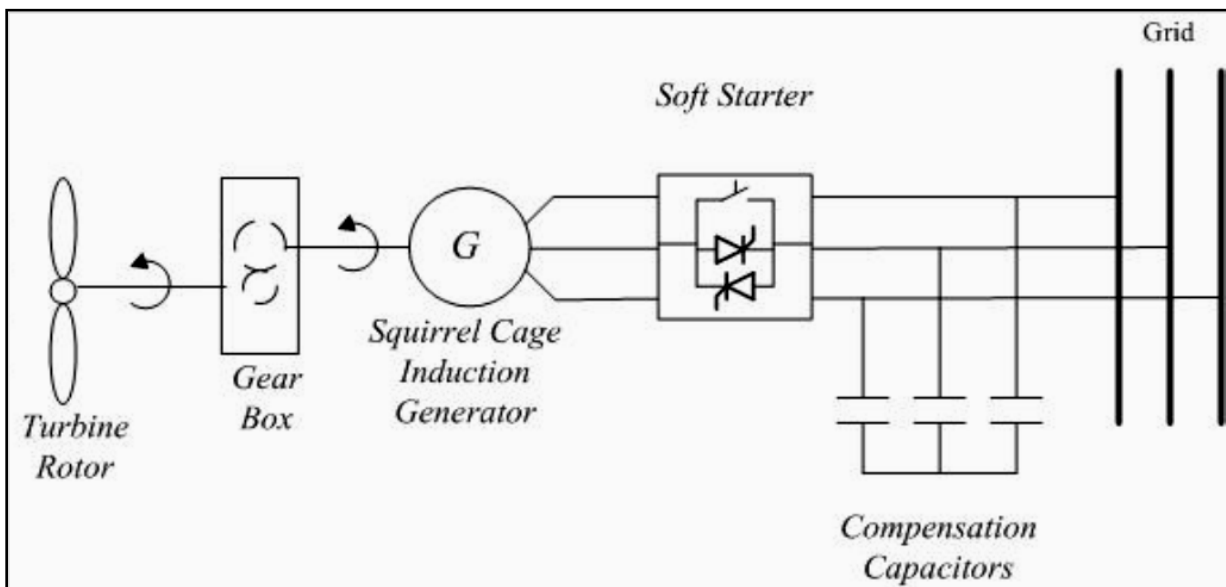 Grid
Soft Starter
G
Squirrel Cage
Induction
Generator
Gear
Box
Turbine
Rotor
Compensation
Capacitors